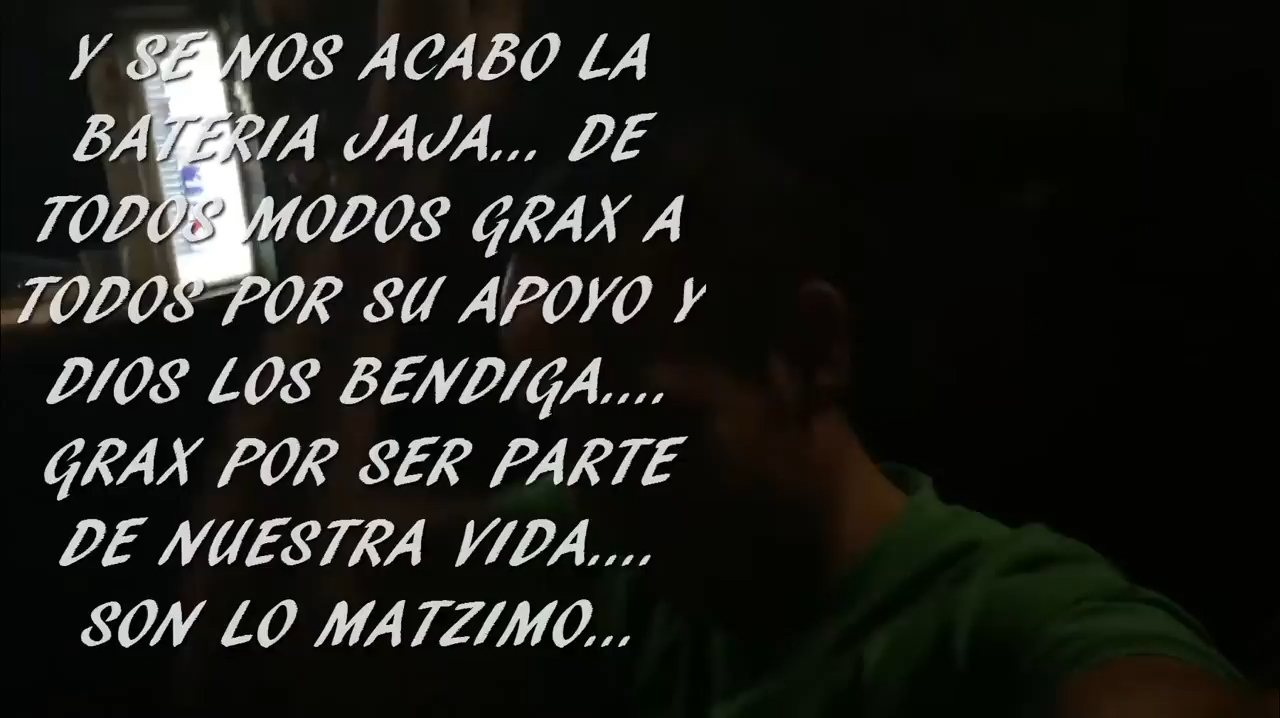 Y SE NOS ACABO LA
BATERIA JAJA... DE
TODOS MODOS GRAX A
TODOS POR SU APOYO Y
DIOS LOS BENDIGA....
GRAX POR SER PARTE
DE NUESTRA VIDA....
SON LO MATZIMO...